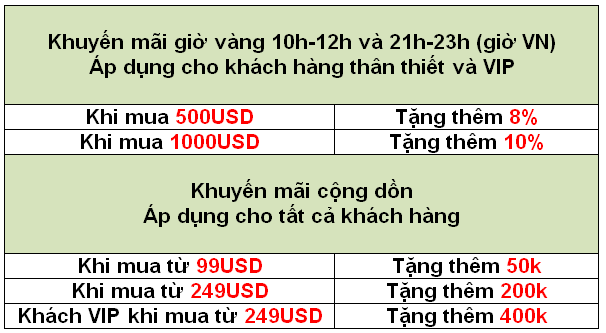 Khuyến mãi giờ vàng 10h-12h và 21h-23h (giờ VN)
Áp dụng cho khách hàng thân thiết và VIP
Khi mua 500USD Tặng thêm 8%
Khi mua 1000USD Tặng thêm 10%
Khuyến mãi cộng dồn
Áp dụng cho tất cả khách hàng
Khi mua từ 99USD Tặng thêm 50k
Khi mua từ 249USD Tặng thêm 200k
Khách VIP khi mua từ 249USD Tặng thêm 400k